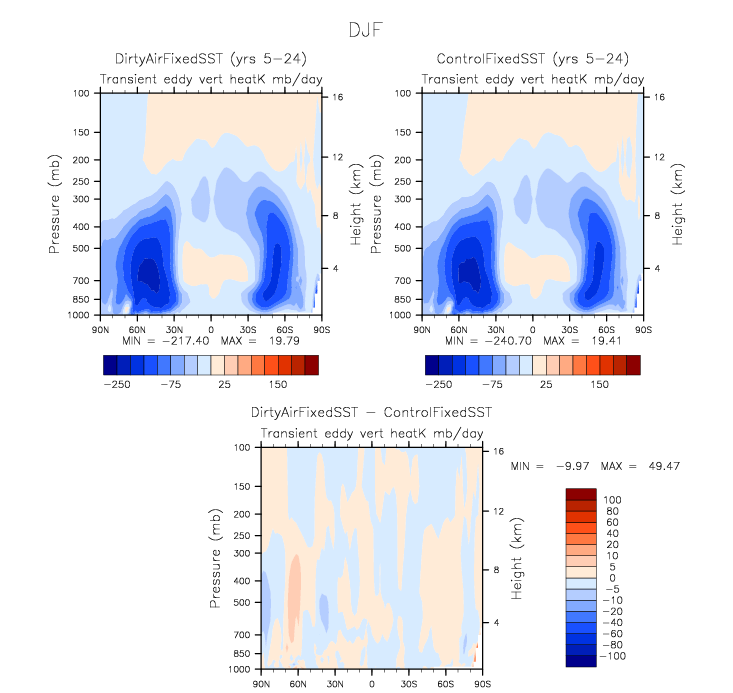 DJF
DirtyAirFixedSST (yrs 5-24)
Transient eddy vert heatK mb/day
100
150
200
250
300
400
500
700
850
1000
Pressure (mb)
16
12
8
4
Height (km)
90N 60N 30N 0 30S 60S 90S
MIN = -217.40 MAX = 19.79
-250 -75 25 150
ControlFixedSST (yrs 5-24)
Transient eddy vert heatK mb/day
100
150
200
250
300
400
500
700
850
1000
Pressure (mb)
16
12
8
4
Height (km)
90N 60N 30N 0 30S 60S 90S
MIN = -240.70 MAX = 19.41
-250 -75 25 150
DirtyAirFixedSST - ControlFixedSST
Transient eddy vert heatK mb/day
100
150
200
250
300
400
500
700
850
1000
Pressure (mb)
16
12
8
4
Height (km)
90N 60N 30N 0 30S 60S 90S
MIN = -9.97 MAX = 49.47
100
80
60
40
20
10
5
0
-5
-10
-20
-40
-60
-80
-100